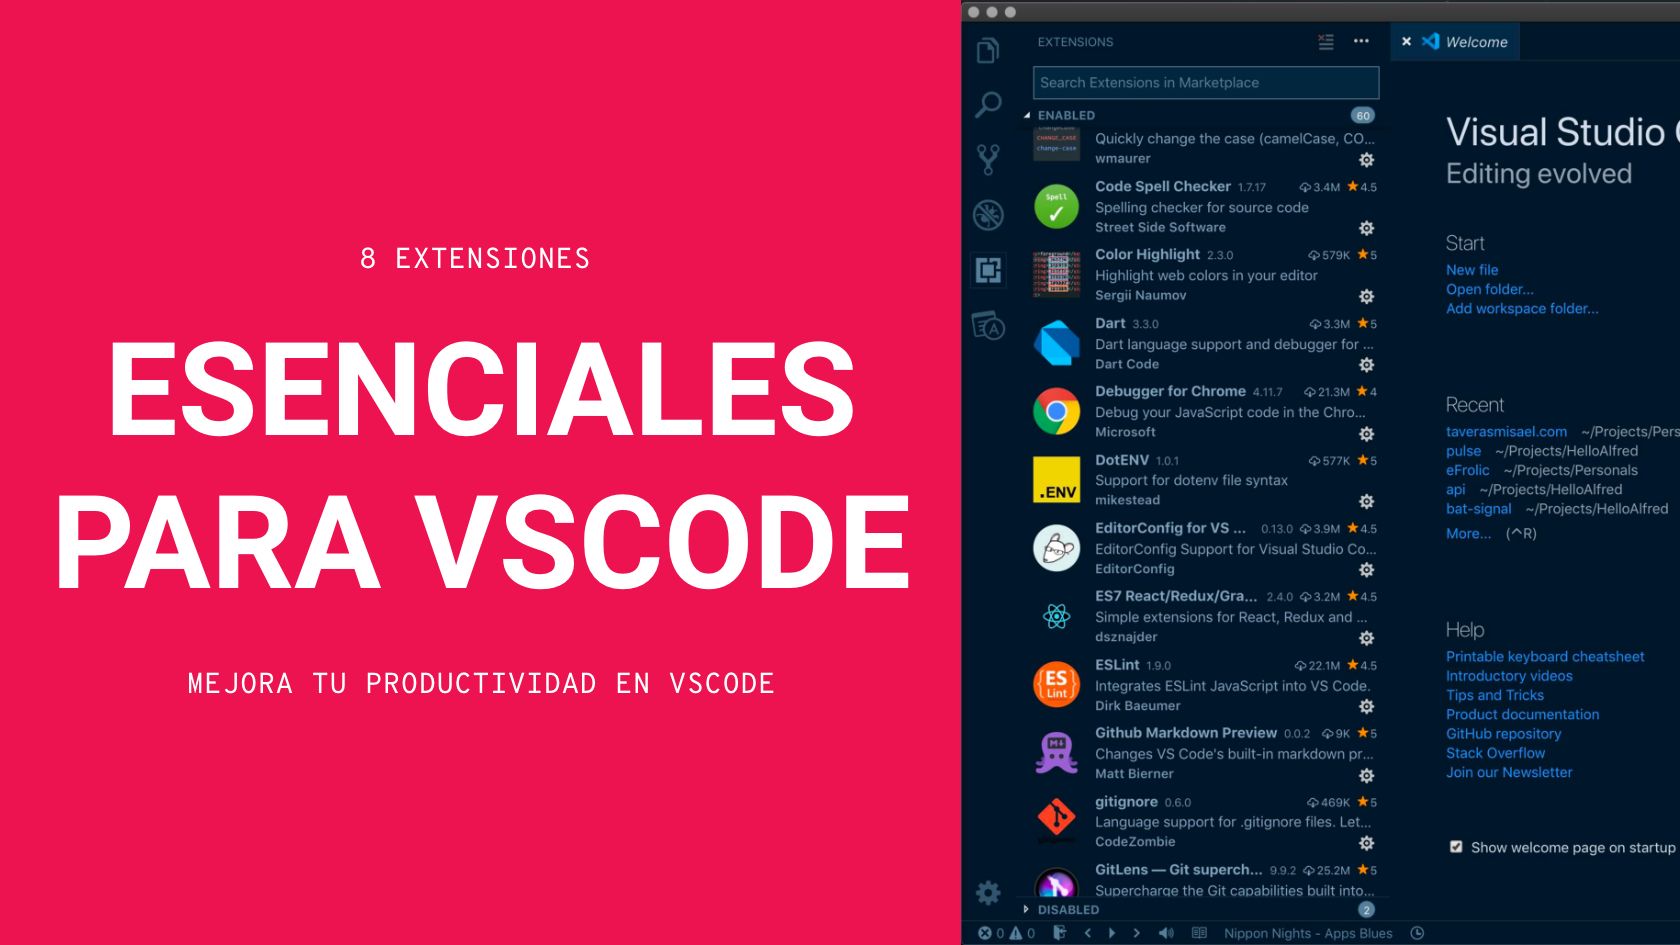 8 EXTENSIONES
ESENCIALES
PARA VSCODE
MEJORA TU PRODUCTIVIDAD EN VSCODE
EXTENSIONS
Search Extensions in Marketplace
ENABLED 60
CHANGE_CASE
change-case
Quickly change the case (camelCase, CO...
wmaurer
Spell
Code Spell Checker 1.7.17 3.4M 4.5
Spelling checker for source code
Street Side Software
Color Highlight 2.3.0 579K 5
Highlight web colors in your editor
Sergii Naumov
Dart 3.3.0 3.3M 5
Dart language support and debugger for ...
Dart Code
Debugger for Chrome 4.11.7 21.3M 4
Debug your JavaScript code in the Chro...
Microsoft
DotENV 1.0.1 577K 5
Support for dotenv file syntax
.ENV
mikestead
EditorConfig for VS ... 0.13.0 3.9M 4.5
EditorConfig Support for Visual Studio Co...
EditorConfig
ES7 React/Redux/Gra... 2.4.0 3.2M 4.5
Simple extensions for React, Redux and ...
dsznajder
ESLint 1.9.0 22.1M 4.5
Integrates ESLint JavaScript into VS Code.
ES
Lint
Dirk Baeumer
Github Markdown Preview 0.0.2 9K 5
Changes VS Code's built-in markdown pr...
Matt Bierner
gitignore 0.6.0 469K 5
Language support for .gitignore files. Let...
CodeZombie
GitLens — Git superch... 9.9.2 25.2M 5
Supercharge the Git capabilities built into...
DISABLED 2
0 0
Nippon Nights - Apps Blues
Welcome
Visual Studio
Editing evolved
Start
New file
Open folder...
Add workspace folder...
Recent
taverasmisael.com ~/Projects/Pers
pulse ~/Projects/HelloAlfred
eFrolic ~/Projects/Personals
api ~/Projects/HelloAlfred
bat-signal ~/Projects/HelloAlfred
More... (^R)
Help
Printable keyboard cheatsheet
Introductory videos
Tips and Tricks
Product documentation
GitHub repository
Stack Overflow
Join our Newsletter
Show welcome page on startup